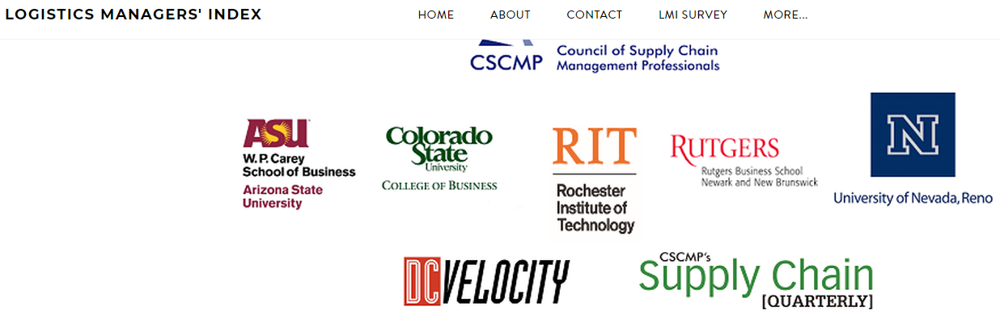 LOGISTICS MANAGERS' INDEX
HOME ABOUT CONTACT LMI SURVEY MORE...
CSCMP
Council of Supply Chain
Management Professionals
ASU
W. P. Carey
School of Business
Arizona State
University
Colorado
State
University
COLLEGE OF BUSINESS
RIT
Rochester
Institute of
Technology
RUTGERS
Rutgers Business School
Newark and New Brunswick
N
University of Nevada, Reno
DC VELOCITY
CSCMP's
Supply Chain
[QUARTERLY]